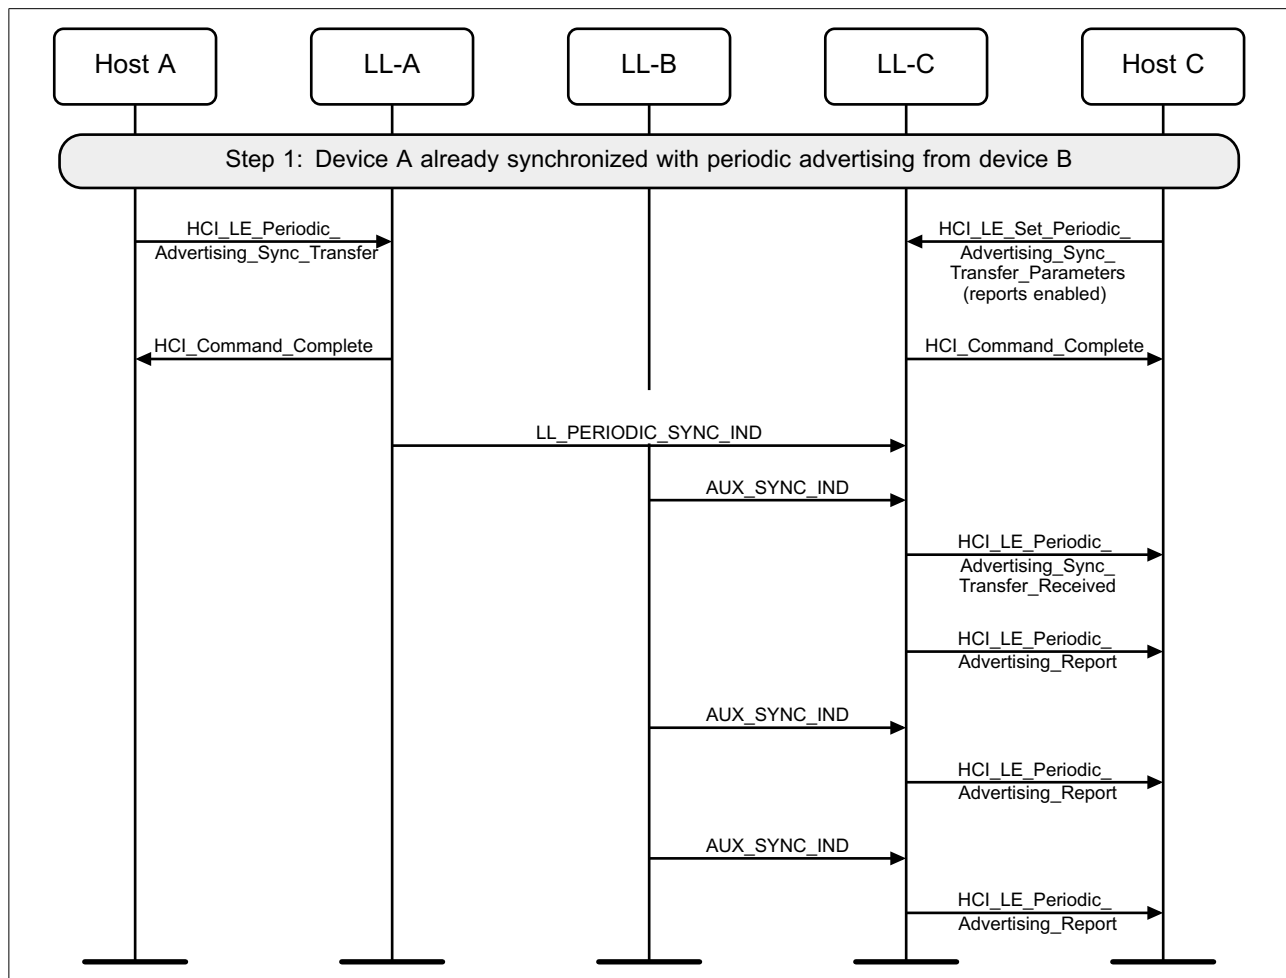 Host A
LL-A
LL-B
LL-C
Host C
Step 1: Device A already synchronized with periodic advertising from device B
HCI_LE_Periodic_
Advertising_Sync_Transfer
HCI_LE_Set_Periodic_
Advertising_Sync_
Transfer_Parameters
(reports enabled)
HCI_Command_Complete
HCI_Command_Complete
LL_PERIODIC_SYNC_IND
AUX_SYNC_IND
HCI_LE_Periodic_
Advertising_Sync_
Transfer_Received
HCI_LE_Periodic_
Advertising_Report
AUX_SYNC_IND
HCI_LE_Periodic_
Advertising_Report
AUX_SYNC_IND
HCI_LE_Periodic_
Advertising_Report